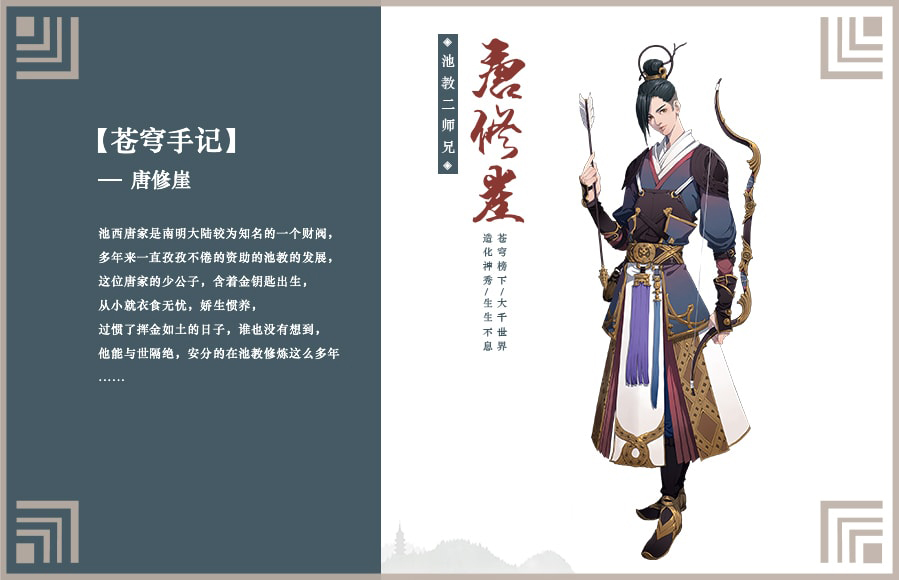 【苍穹手记】
— 唐修崖
池西唐家是南明大陆较为知名的一个财阀，
多年来一直孜孜不倦的资助的池教的发展，
这位唐家的少公子，含着金钥匙出生，
从小就衣食无忧，娇生惯养，
过惯了挥金如土的日子，谁也没有想到，
他能与世隔绝，安分的在池教修炼这么多年
……
池教二师兄
唐修崖
苍穹榜下/大千世界
造化神秀/生生不息